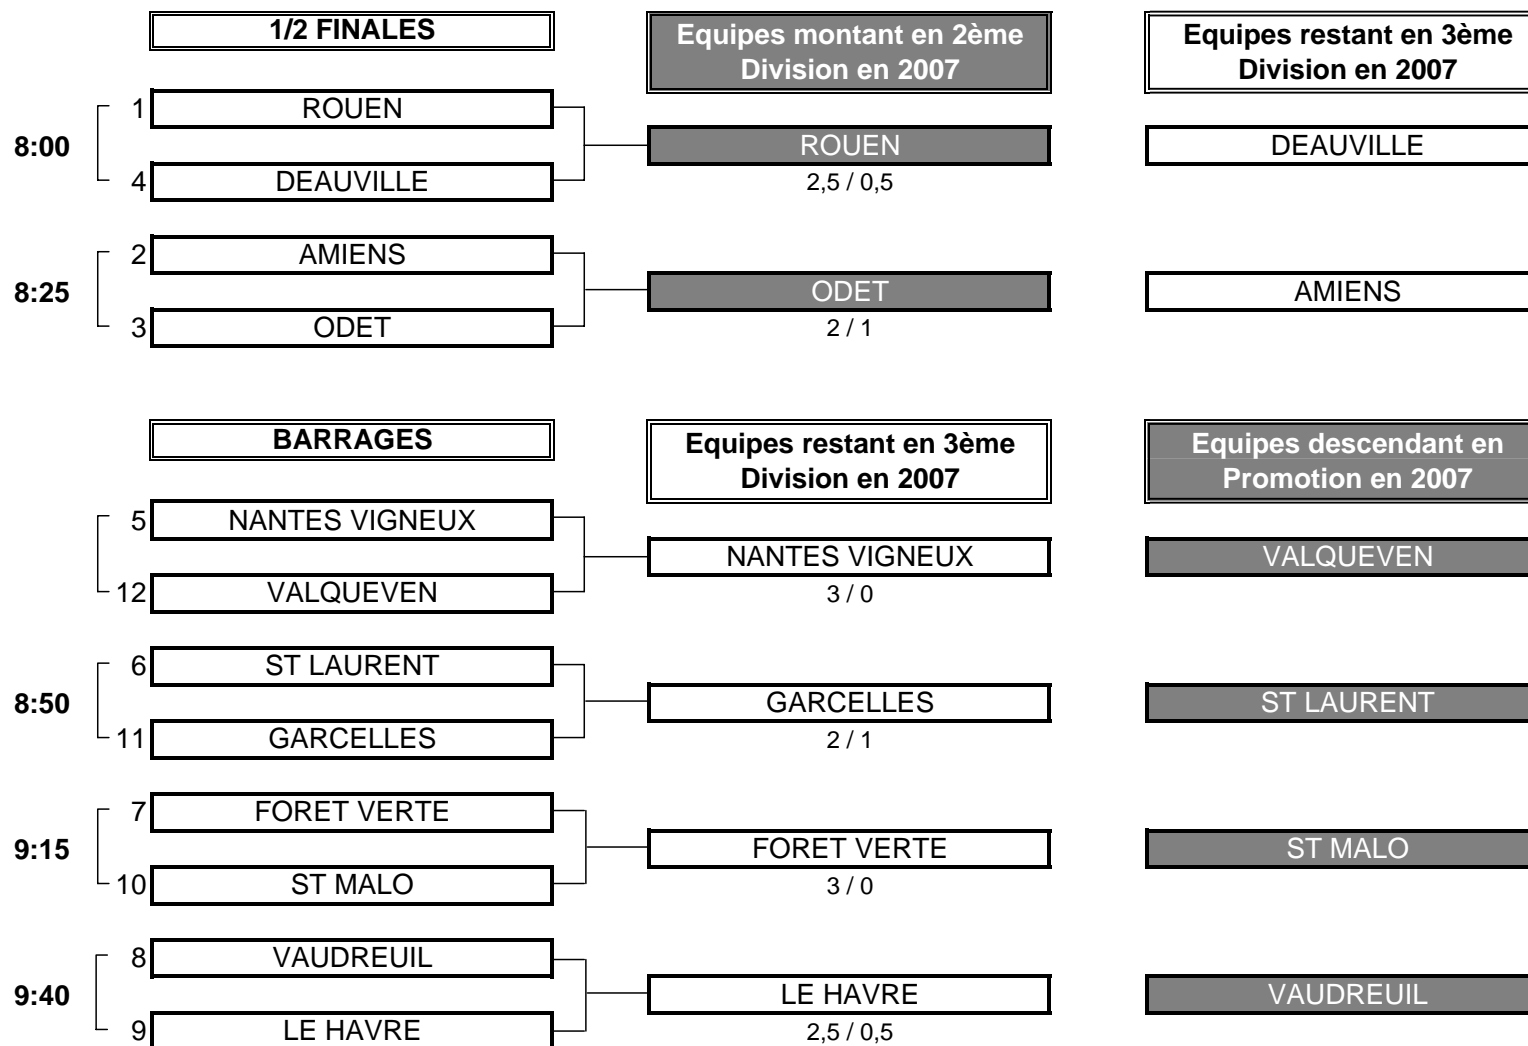 1/2 FINALES
Equipes montant en 2ème
Division en 2007
Equipes restant en 3ème
Division en 2007
8:00
1 ROUEN
4 DEAUVILLE
ROUEN
2,5 / 0,5
DEAUVILLE
8:25
2 AMIENS
3 ODET
ODET
2 / 1
AMIENS
BARRAGES
Equipes restant en 3ème
Division en 2007
Equipes descendant en
Promotion en 2007
5 NANTES VIGNEUX
12 VALQUEVEN
NANTES VIGNEUX
3 / 0
VALQUEVEN
8:50
6 ST LAURENT
11 GARCELLES
GARCELLES
2 / 1
ST LAURENT
9:15
7 FORET VERTE
10 ST MALO
FORET VERTE
3 / 0
ST MALO
9:40
8 VAUDREUIL
9 LE HAVRE
LE HAVRE
2,5 / 0,5
VAUDREUIL